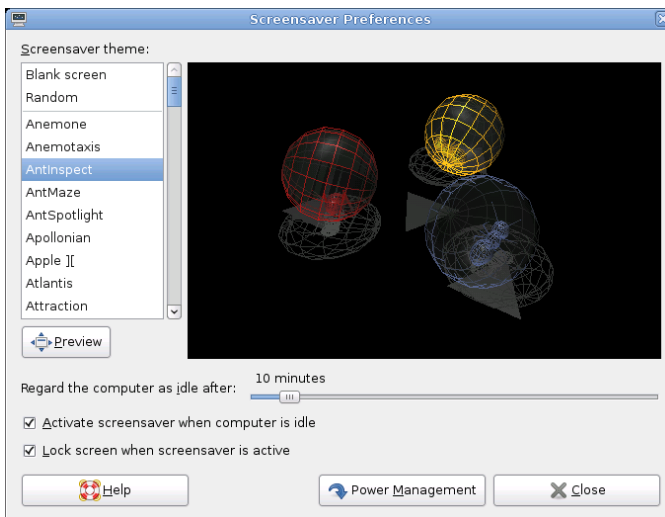 Screensaver Preferences
Screensaver theme:
Blank screen
Random
Anemone
Anemotaxis
AntInspect
AntMaze
AntSpotlight
Apollonian
Apple ][
Atlantis
Attraction
Preview
10 minutes
Regard the computer as idle after:
Activate screensaver when computer is idle
Lock screen when screensaver is active
Help
Power Management
Close